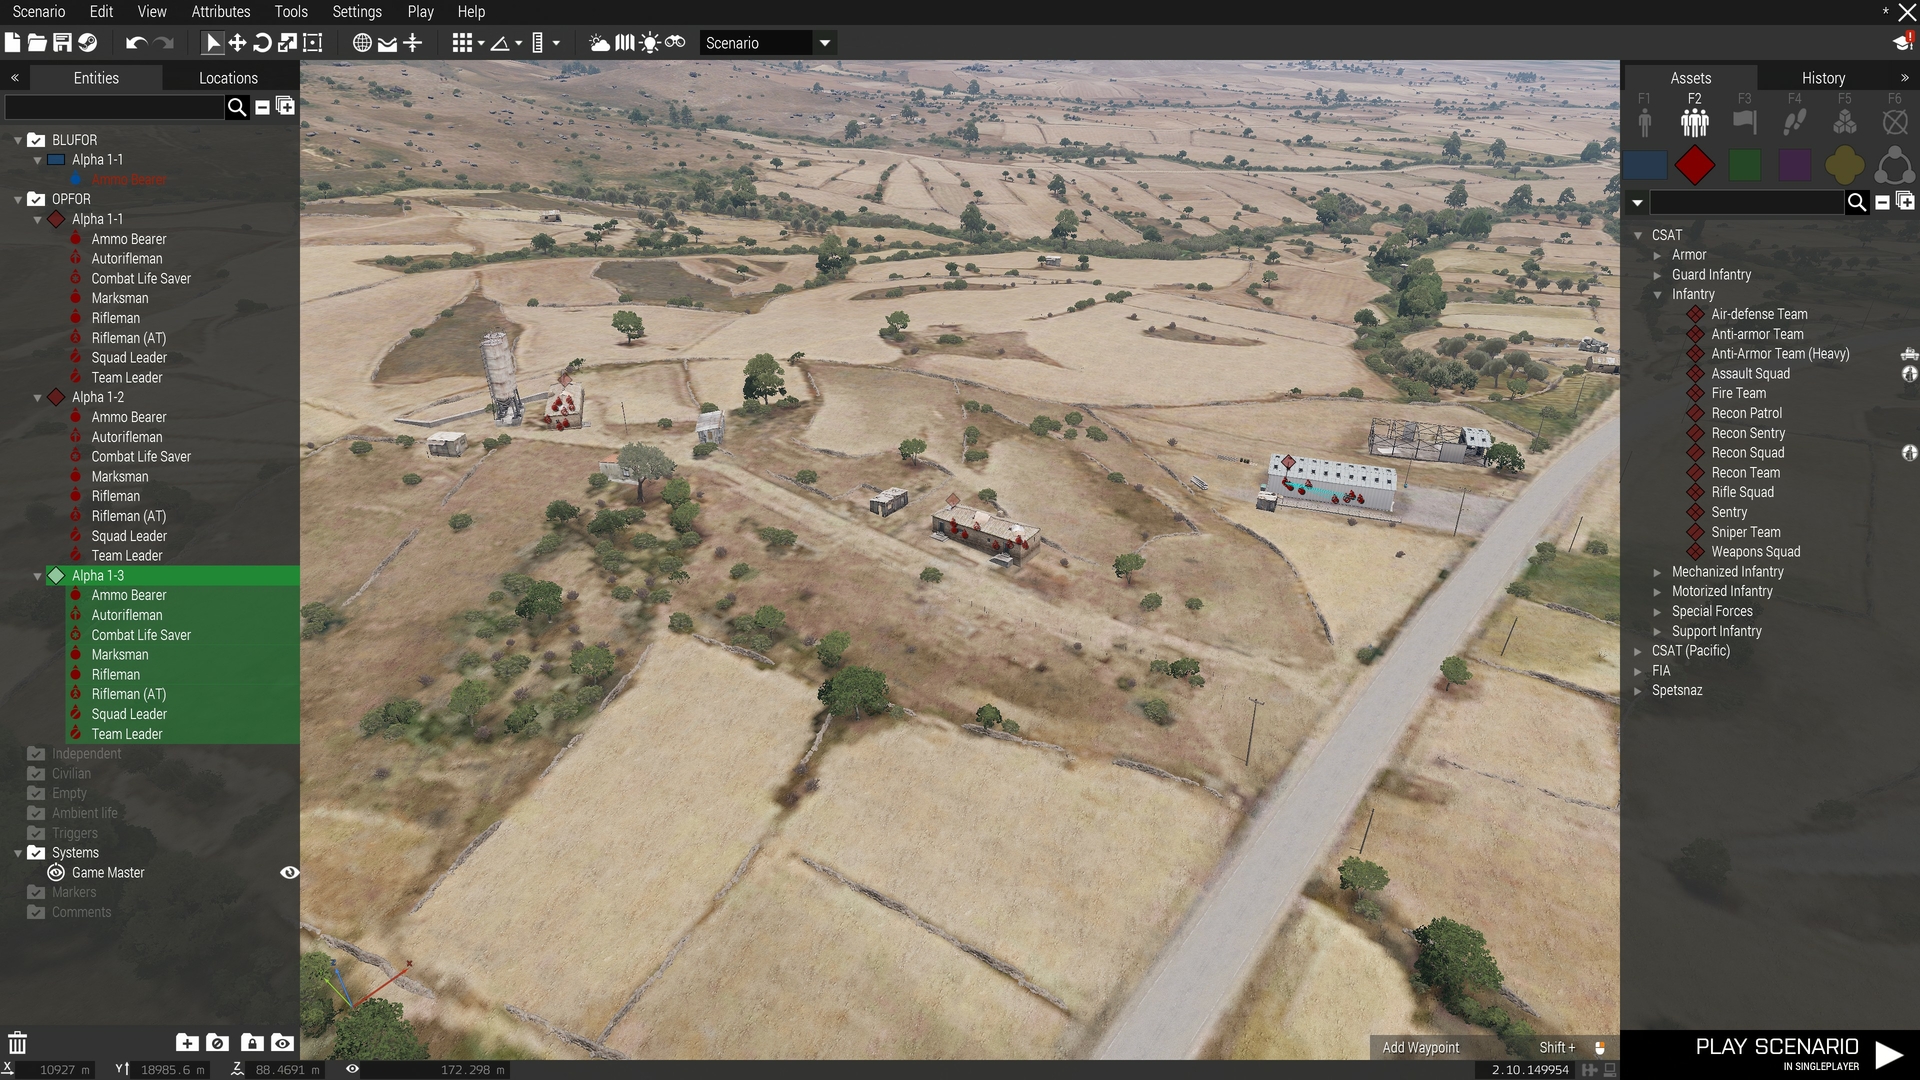 Scenario Edit View Attributes Tools Settings Play Help *
Scenario
« Entities Locations
BLUFOR
Alpha 1-1
Ammo Bearer
OPFOR
Alpha 1-1
Ammo Bearer
Autorifleman
Combat Life Saver
Marksman
Rifleman
Rifleman (AT)
Squad Leader
Team Leader
Alpha 1-2
Ammo Bearer
Autorifleman
Combat Life Saver
Marksman
Rifleman
Rifleman (AT)
Squad Leader
Team Leader
Alpha 1-3
Ammo Bearer
Autorifleman
Combat Life Saver
Marksman
Rifleman
Rifleman (AT)
Squad Leader
Team Leader
Independent
Civilian
Empty
Ambient life
Triggers
Systems
Game Master
Markers
Comments
X 10927 m Y 18985.6 m Z 88.4691 m 172.298 m
Add Waypoint Shift +
2.10.149954
Assets History »
F1 F2 F3 F4 F5 F6
CSAT
Armor
Guard Infantry
Infantry
Air-defense Team
Anti-armor Team
Anti-Armor Team (Heavy)
Assault Squad
Fire Team
Recon Patrol
Recon Sentry
Recon Squad
Recon Team
Rifle Squad
Sentry
Sniper Team
Weapons Squad
Mechanized Infantry
Motorized Infantry
Special Forces
Support Infantry
CSAT (Pacific)
FIA
Spetsnaz
PLAY SCENARIO
IN SINGLEPLAYER